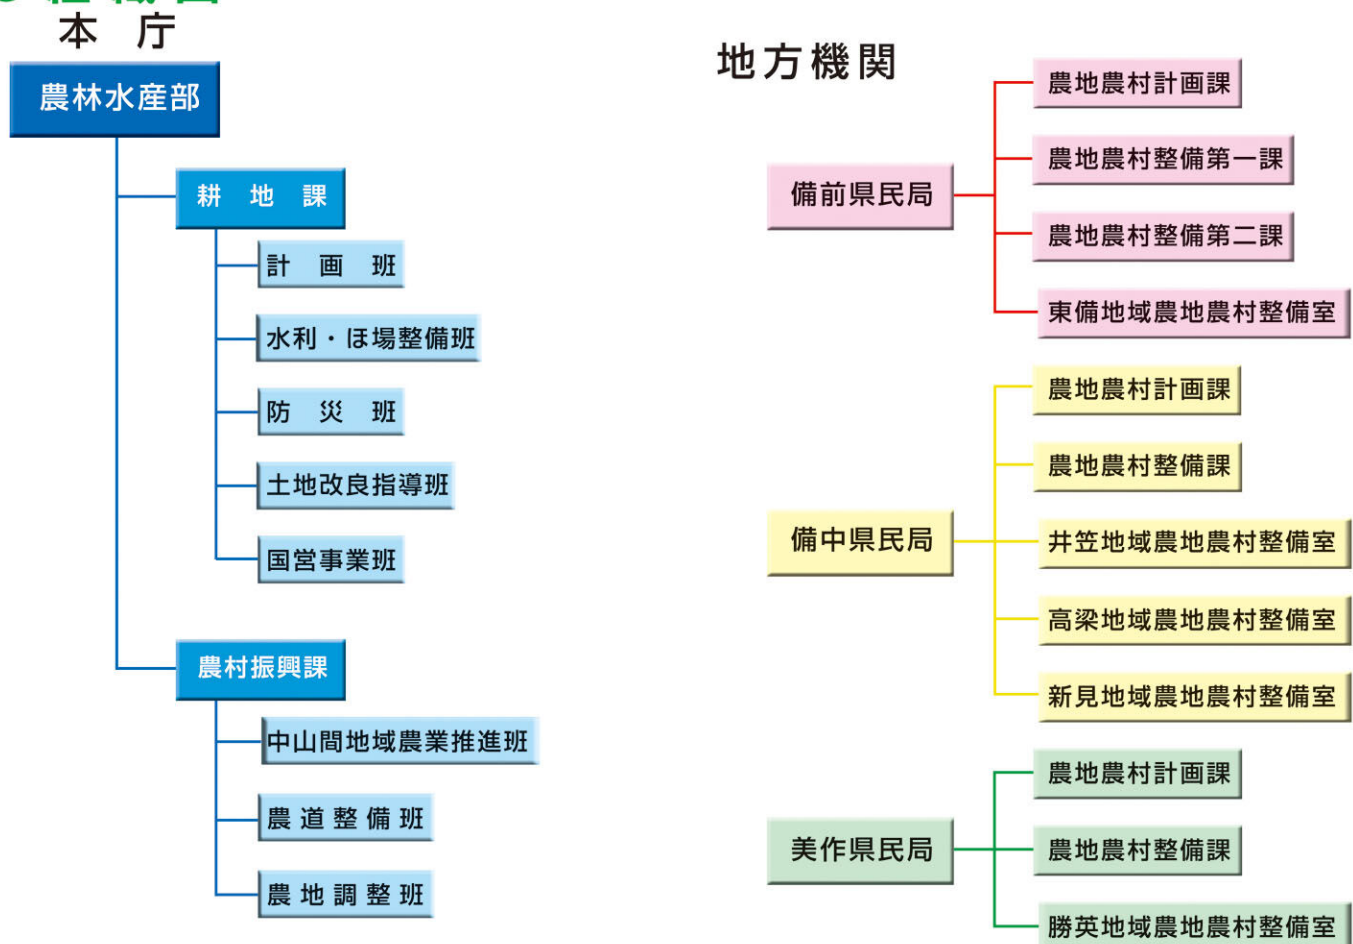 本 庁
農林水産部
耕 地 課
計 画 班
水利・ほ場整備班
防 災 班
土地改良指導班
国営事業班
農村振興課
中山間地域農業推進班
農道整備班
農地調整班
地方機関
備前県民局
農地農村計画課
農地農村整備第一課
農地農村整備第二課
東備地域農地農村整備室
備中県民局
農地農村計画課
農地農村整備課
井笠地域農地農村整備室
高梁地域農地農村整備室
新見地域農地農村整備室
美作県民局
農地農村計画課
農地農村整備課
勝英地域農地農村整備室